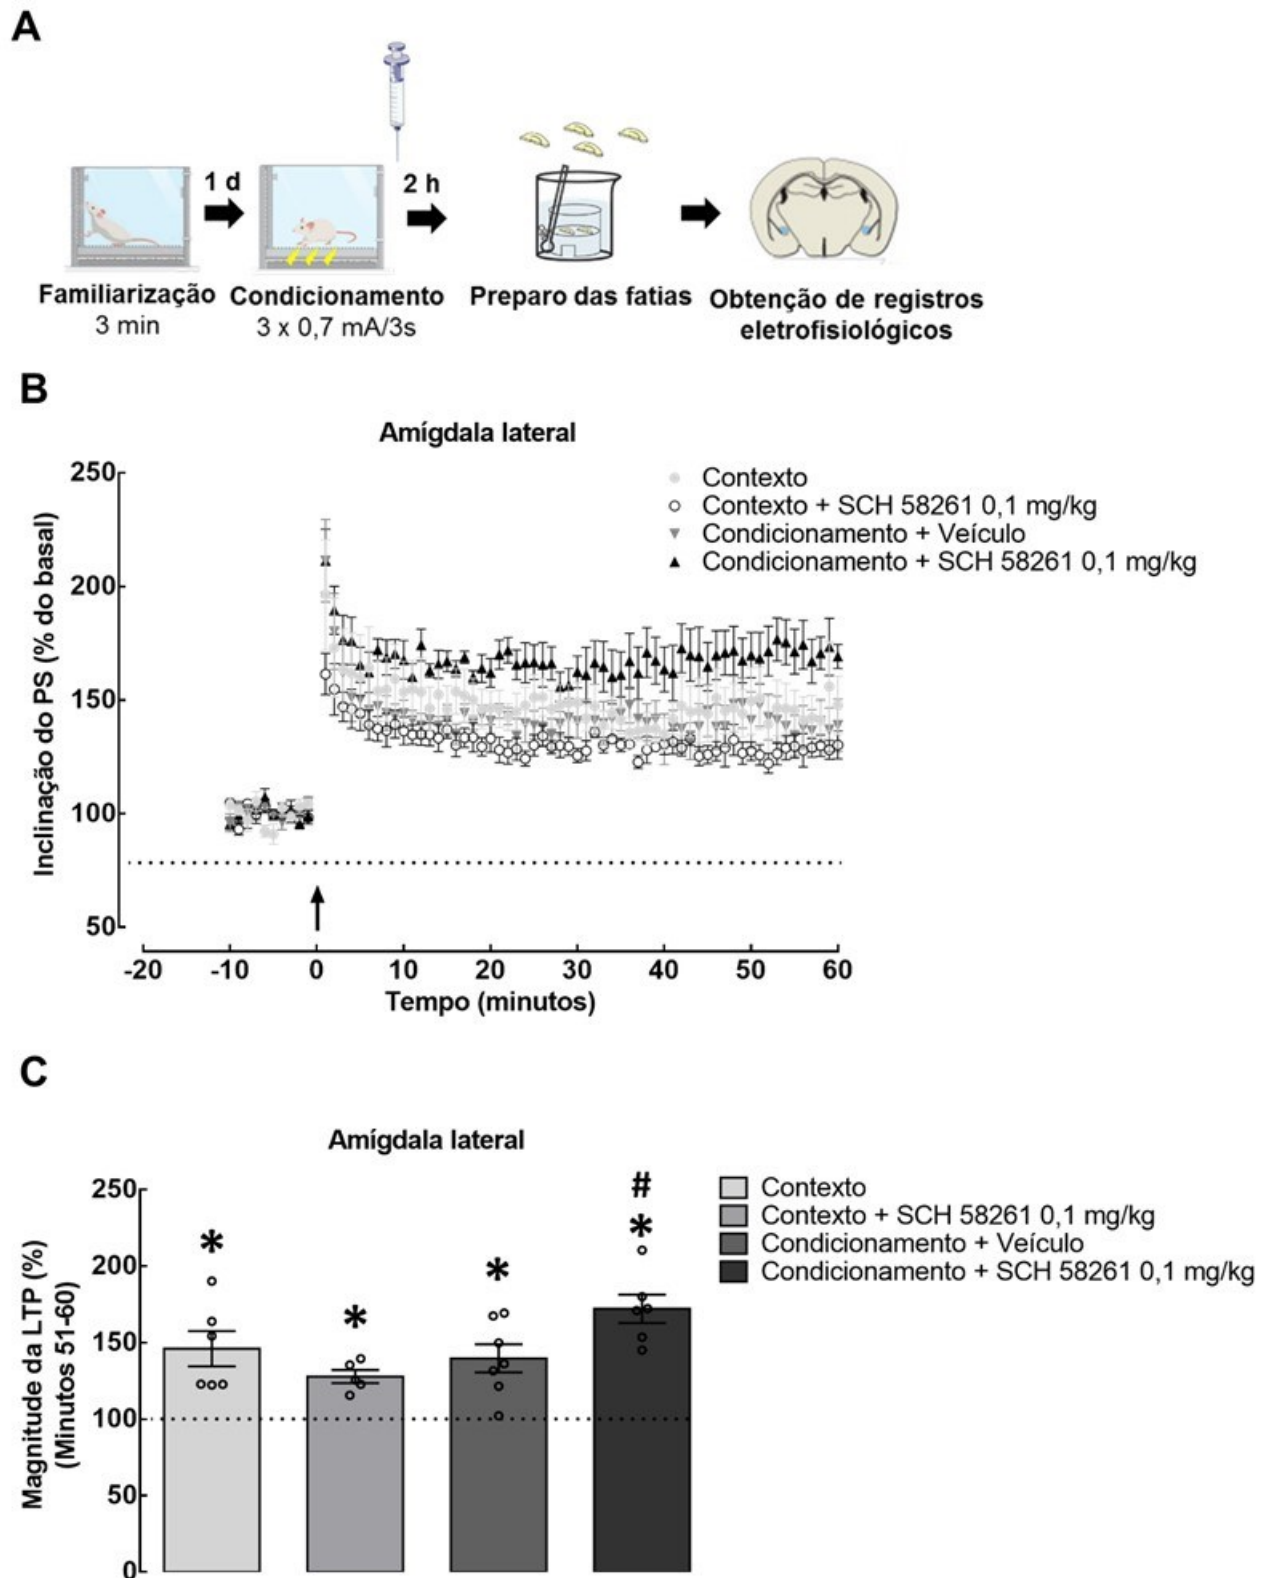 A
1 d
2 h
Familiarização
3 min
Condicionamento
3 x 0,7 mA/3s
Preparo das fatias
Obtenção de registros
eletrofisiológicos
B
Amígdala lateral
Inclinação do PS (% do basal)
250
200
150
100
50
Contexto
Contexto + SCH 58261 0,1 mg/kg
Condicionamento + Veículo
Condicionamento + SCH 58261 0,1 mg/kg
-20 -10 0 10 20 30 40 50 60
Tempo (minutos)
C
Amígdala lateral
Magnitude da LTP (%)
(Minutos 51-60)
250
200
150
100
50
0
*
*
*
#
*
Contexto
Contexto + SCH 58261 0,1 mg/kg
Condicionamento + Veículo
Condicionamento + SCH 58261 0,1 mg/kg